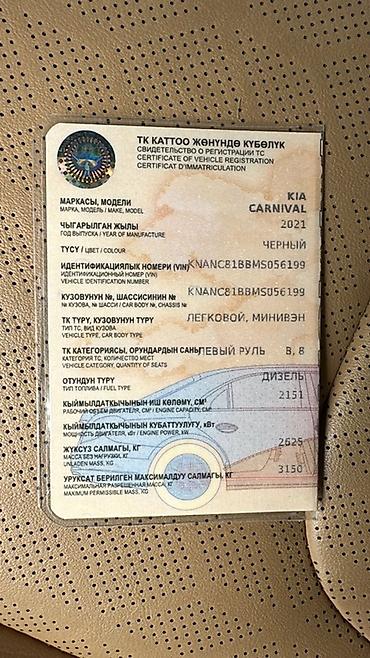 ТК КАТТОО ЖӨНҮНДӨ КҮБӨЛҮК
СВИДЕТЕЛЬСТВО О РЕГИСТРАЦИИ ТС
CERTIFICATE OF VEHICLE REGISTRATION
CERTIFICAT D'IMMATRICULATION
МАРКАСЫ, МОДЕЛИ KIA
МАРКА, МОДЕЛЬ / MAKE, MODEL CARNIVAL
ЧЫГАРЫЛГАН ЖЫЛЫ 2021
ГОД ВЫПУСКА / YEAR OF MANUFACTURE
ТҮСҮ / ЦВЕТ / COLOUR ЧЕРНЫЙ
ИДЕНТИФИКАЦИЯЛЫК НОМЕРИ (VIN) KNANC81BBMS056199
ИДЕНТИФИКАЦИОННЫЙ НОМЕР (VIN)
VEHICLE IDENTIFICATION NUMBER
КУЗОВУНУН №, ШАССИСИНИН № KNANC81BBMS056199
№ КУЗОВА, № ШАССИ / CAR BODY №, CHASSIS №
ТК ТҮРҮ, КУЗОВУНУН ТҮРҮ ЛЕГКОВОЙ, МИНИВЭН
ТИП ТС, ВИД КУЗОВА
VEHICLE TYPE, CAR BODY TYPE
ТК КАТЕГОРИЯСЫ, ОРУНДАРДЫН САНЫ ЛЕВЫЙ РУЛЬ B, 8
КАТЕГОРИЯ ТС, КОЛИЧЕСТВО МЕСТ
VEHICLE CATEGORY, QUANTITY OF SEATS
ОТУНДУН ТҮРҮ ДИЗЕЛЬ
ТИП ТОПЛИВА / FUEL TYPE
КЫЙМЫЛДАТКЫЧЫНЫН ИШ КӨЛӨМҮ, СМ³ 2151
РАБОЧИЙ ОБЪЕМ ДВИГАТЕЛЯ, СМ³ / ENGINE CAPACITY, CM³
КЫЙМЫЛДАТКЫЧЫНЫН КУБАТТУУЛУГУ, кВт
МОЩНОСТЬ ДВИГАТЕЛЯ, кВт / ENGINE POWER, KW
ЖҮКСҮЗ САЛМАГЫ, КГ 2625
МАССА БЕЗ НАГРУЗКИ, КГ
UNLADEN MASS, KG
УРУКСАТ БЕРИЛГЕН МАКСИМАЛДУУ САЛМАГЫ, КГ 3150
МАКСИМАЛЬНАЯ РАЗРЕШЕННАЯ МАССА, КГ
MAXIMUM PERMISSIBLE MASS, KG